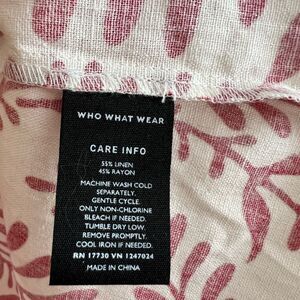 WHO WHAT WEAR
CARE INFO
55% LINEN
45% RAYON
MACHINE WASH COLD
SEPARATELY.
GENTLE CYCLE.
ONLY NON-CHLORINE
BLEACH IF NEEDED.
TUMBLE DRY LOW.
REMOVE PROMPTLY.
COOL IRON IF NEEDED.
RN 17730 VN 1247024
MADE IN CHINA